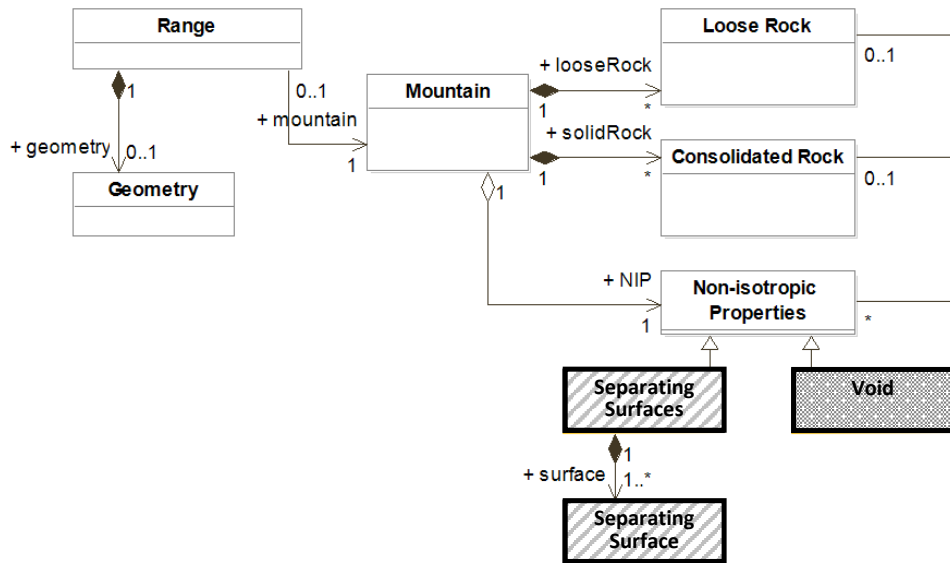 Range
Loose Rock
0..1
+ looseRock
1
0..1
Mountain
1
*
+ mountain
+ solidRock
+ geometry
0..1
1
1
*
Consolidated Rock
0..1
Geometry
1
+ NIP
1
Non-isotropic
Properties
*
Separating
Surfaces
Void
1
+ surface
1..*
Separating
Surface